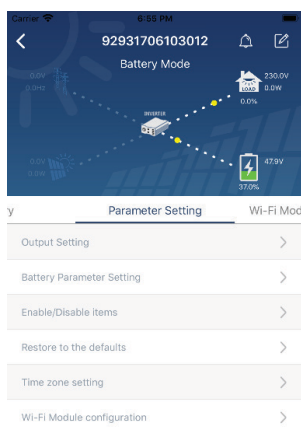 Carrier 6:55 PM
92931706103012
Battery Mode
0.0V
0.0Hz
230.0V
0.0W
LOAD
0.0%
INVERTER
0.0V
0.0W
47.9V
37.0%
y Parameter Setting Wi-Fi Mod
Output Setting
Battery Parameter Setting
Enable/Disable items
Restore to the defaults
Time zone setting
Wi-Fi Module configuration